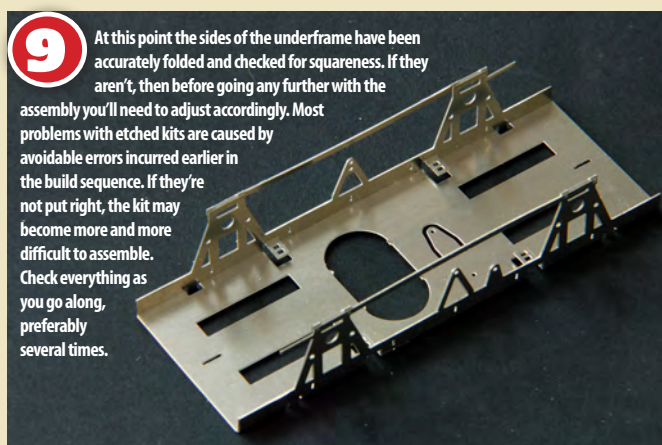 9
At this point the sides of the underframe have been
accurately folded and checked for squareness. If they
aren't, then before going any further with the
assembly you'll need to adjust accordingly. Most
problems with etched kits are caused by
avoidable errors incurred earlier in
the build sequence. If they're
not put right, the kit may
become more and more
difficult to assemble.
Check everything as
you go along,
preferably
several times.